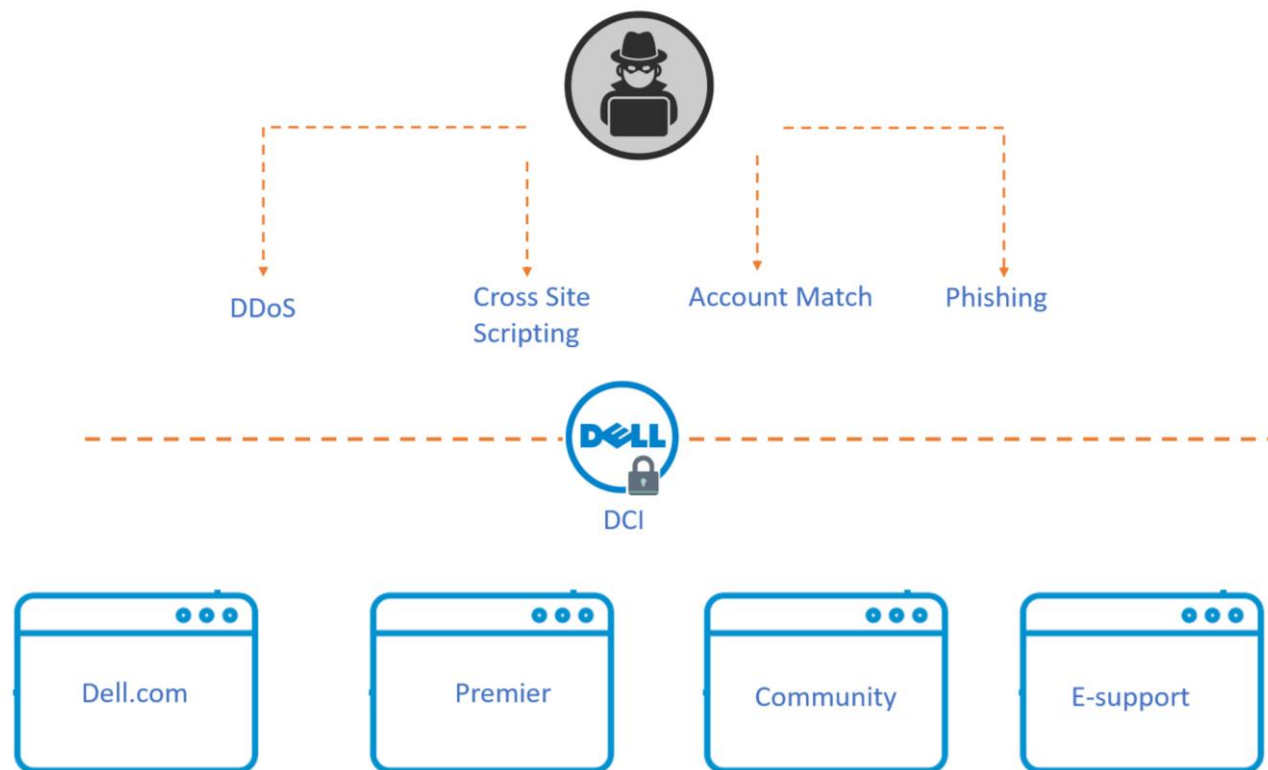 DDoS
Cross Site
Scripting
Account Match
Phishing
DELL
DCI
Dell.com
Premier
Community
E-support